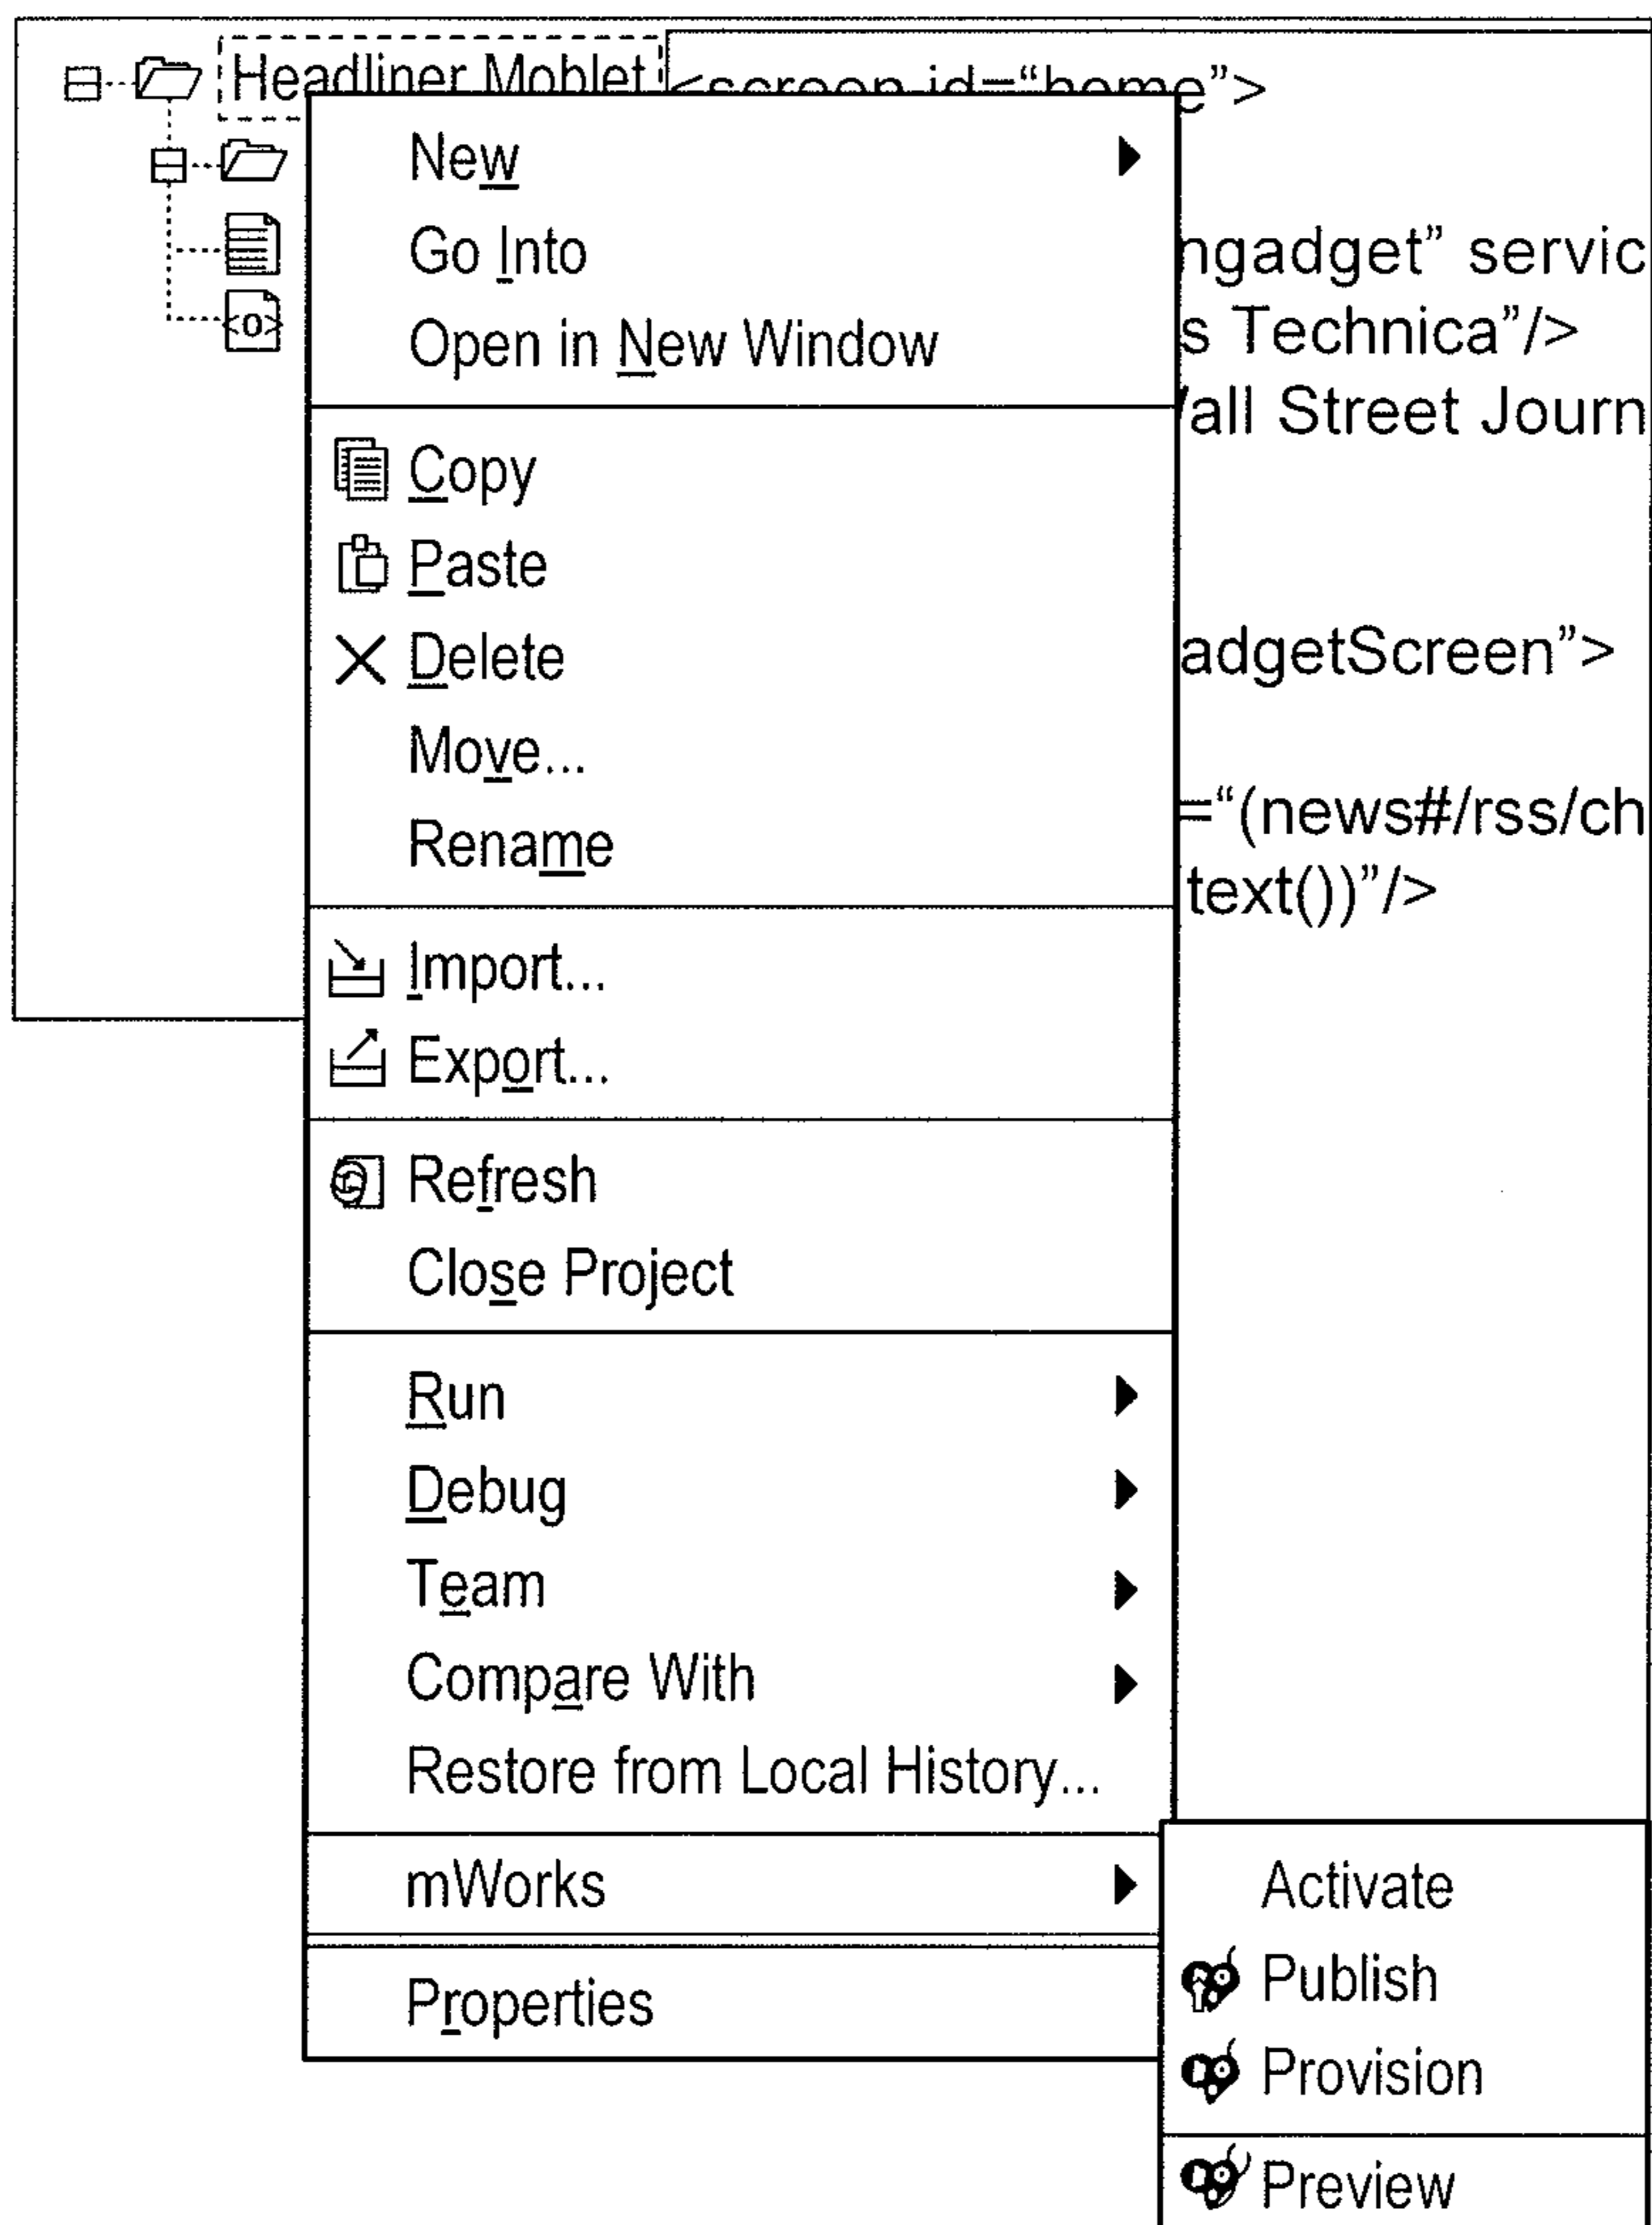 Headliner Moblet <screen id="home">
New
Go Into
ngadget” servic
Open in New Window
s Technica”/>
all Street Journ
Copy
Paste
Delete
adgetScreen”>
Move...
=“(news#/rss/ch
Rename
text())”/>
Import...
Export...
Refresh
Close Project
Run
Debug
Team
Compare With
Restore from Local History...
mWorks
Activate
Publish
Properties
Provision
Preview